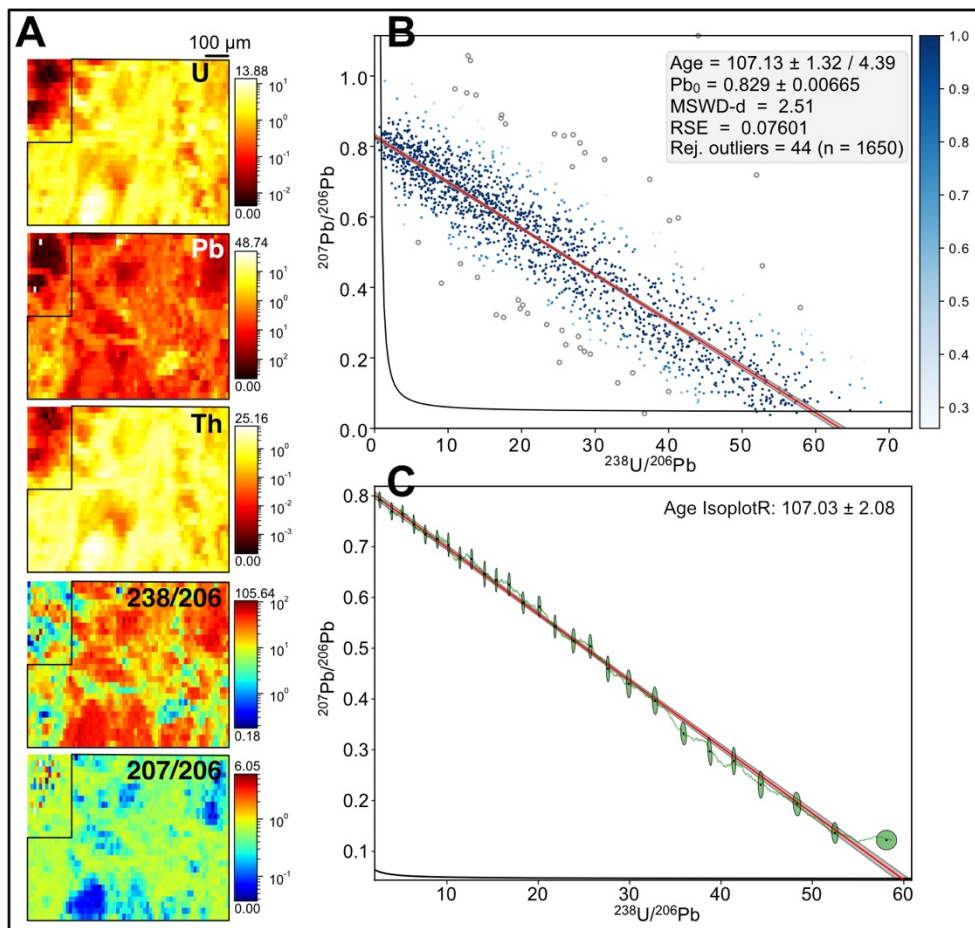 A
100 µm
U
13.88
10¹
10⁰
10⁻¹
10⁻²
0.00
Pb
48.74
10¹
10⁰
10¹
10²
0.00
Th
25.16
10⁰
10⁻¹
10⁻²
10⁻³
0.00
238/206
105.64
10²
10¹
10⁰
0.18
207/206
6.05
10⁰
10⁻¹
0.00
B
Age = 107.13 ± 1.32 / 4.39
Pb₀ = 0.829 ± 0.00665
MSWD-d = 2.51
RSE = 0.07601
Rej. outliers = 44 (n = 1650)
²⁰⁷Pb/²⁰⁶Pb
1.0
0.8
0.6
0.4
0.2
0.0
0 10 20 30 40 50 60 70
²³⁸U/²⁰⁶Pb
1.0
0.9
0.8
0.7
0.6
0.5
0.4
0.3
C
Age IsoplotR: 107.03 ± 2.08
²⁰⁷Pb/²⁰⁶Pb
0.8
0.7
0.6
0.5
0.4
0.3
0.2
0.1
10 20 30 40 50 60
²³⁸U/²⁰⁶Pb